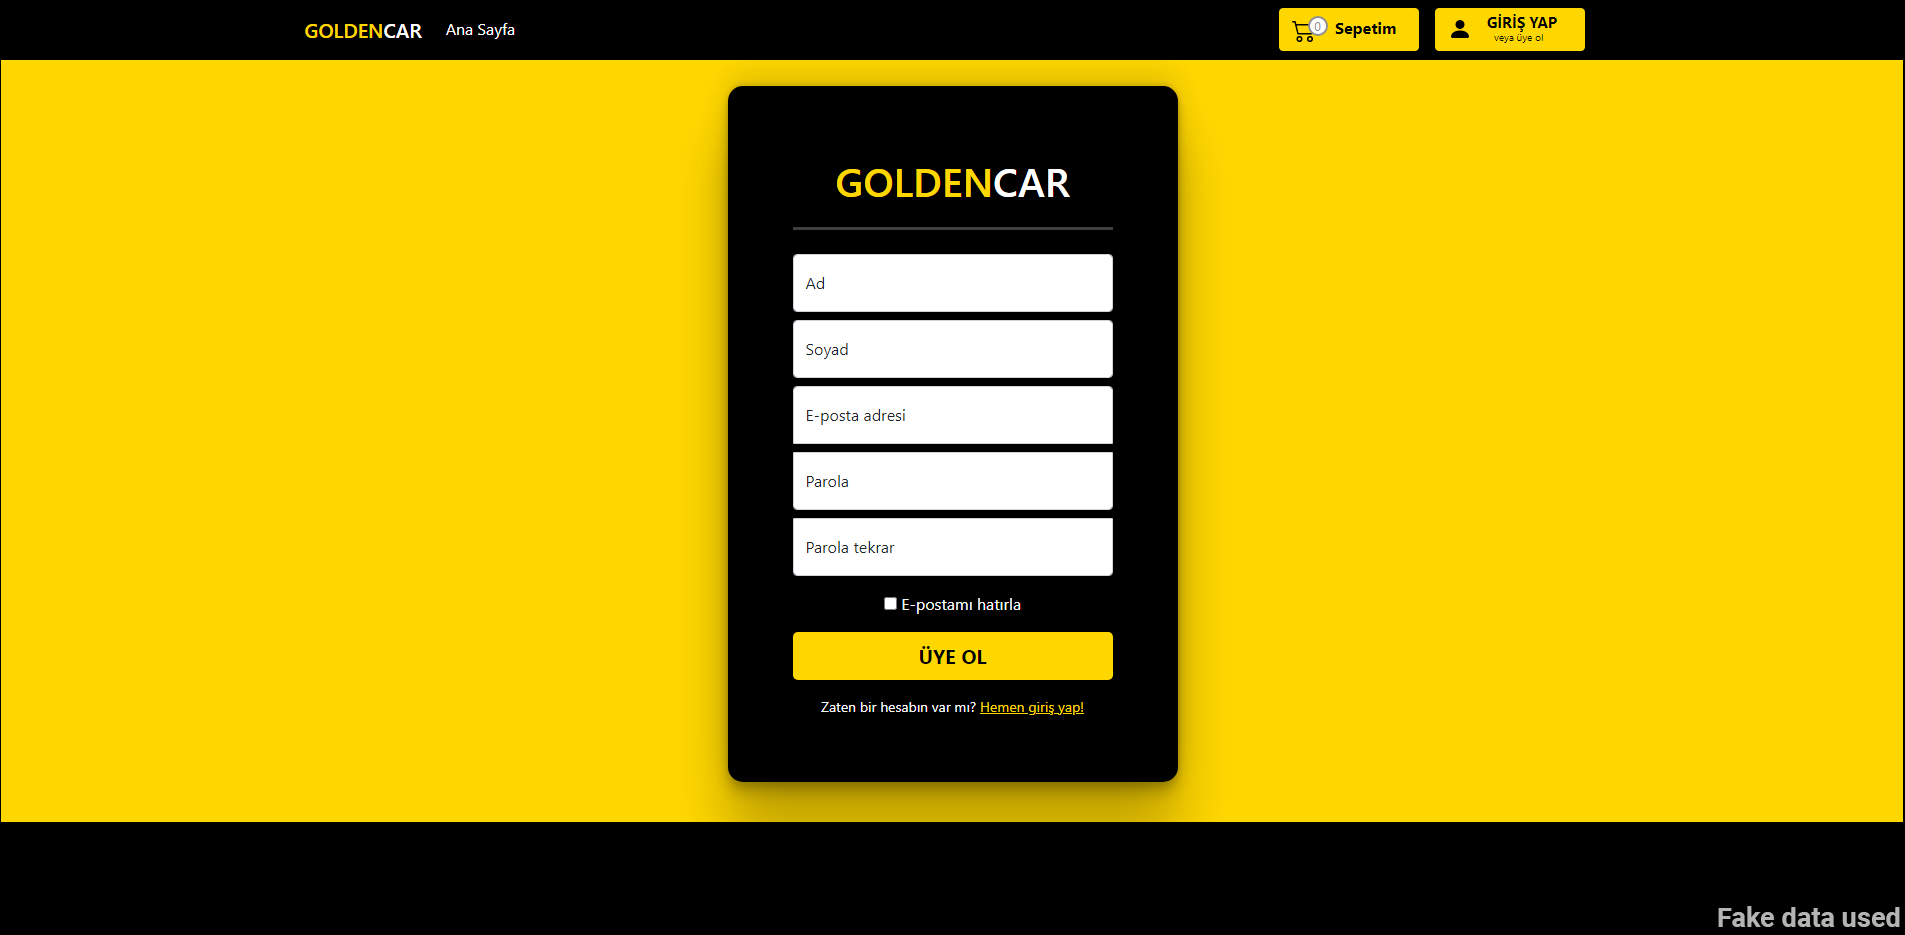 GOLDENCAR Ana Sayfa 0 Sepetim GİRİŞ YAP
veya üye ol
GOLDENCAR
Ad
Soyad
E-posta adresi
Parola
Parola tekrar
E-postamı hatırla
ÜYE OL
Zaten bir hesabın var mı? Hemen giriş yap!
Fake data used